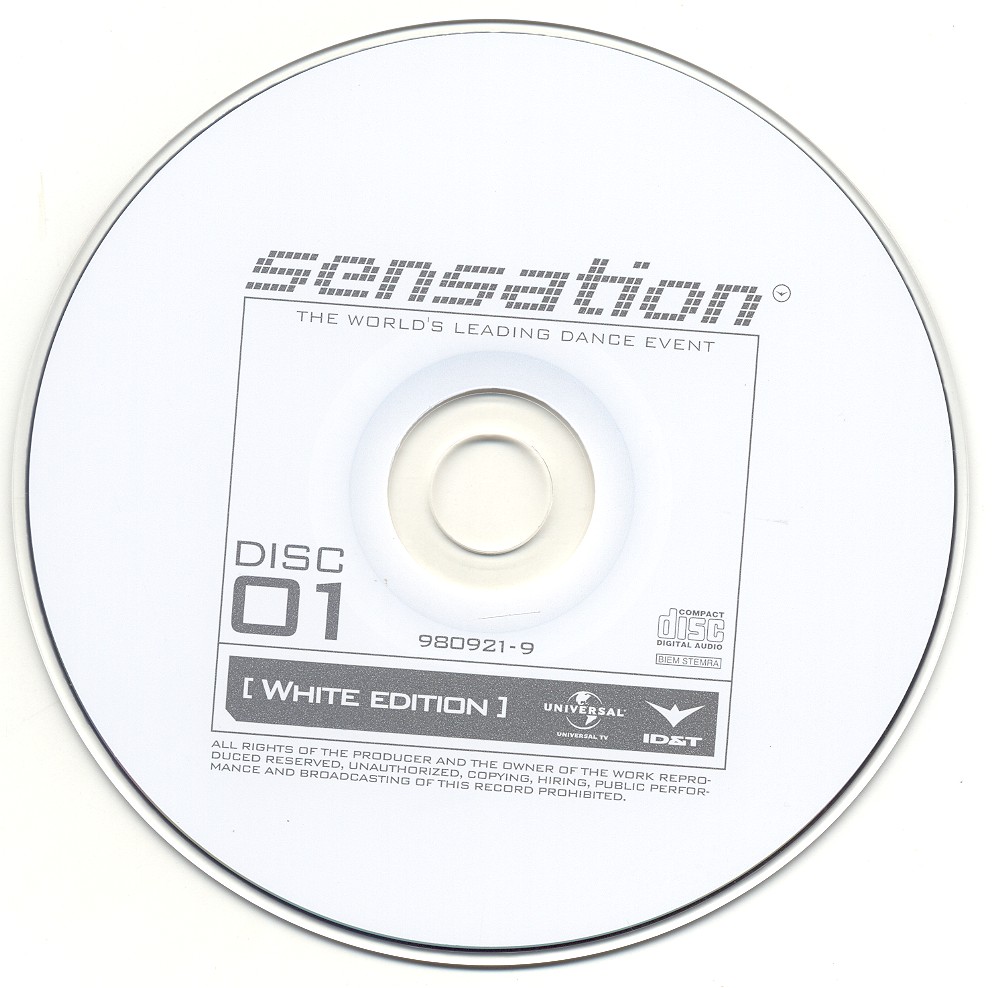 sensation
THE WORLD'S LEADING DANCE EVENT
DISC
01
980921-9
COMPACT
disc
DIGITAL AUDIO
BIEM STEMRA
[ WHITE EDITION ]
UNIVERSAL
UNIVERSAL TV
ID&T
ALL RIGHTS OF THE PRODUCER AND THE OWNER OF THE WORK REPRO-
DUCED RESERVED, UNAUTHORIZED, COPYING, HIRING, PUBLIC PERFOR-
MANCE AND BROADCASTING OF THIS RECORD PROHIBITED.